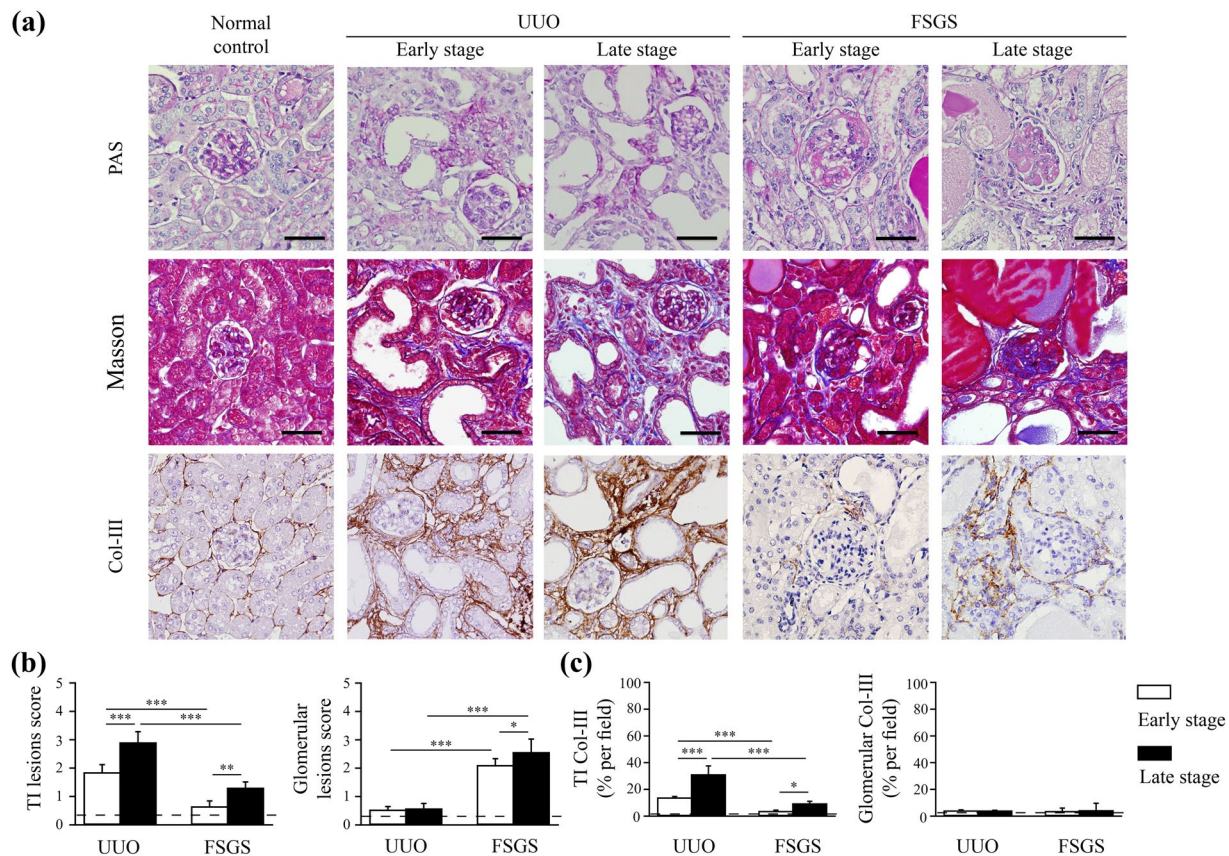 (a)
Normal
control
UUO
FSGS
Early stage
Late stage
Early stage
Late stage
PAS
Masson
Col-III
(b)
TI lesions score
5
4
3
2
1
0
***
***
***
**
UUO
FSGS
Glomerular
lesions score
5
4
3
2
1
0
***
***
*
UUO
FSGS
(c)
TI Col-III
(% per field)
100
80
60
40
20
0
***
***
***
*
UUO
FSGS
Glomerular Col-III
(% per field)
100
80
60
40
20
0
UUO
FSGS
Early stage
Late stage